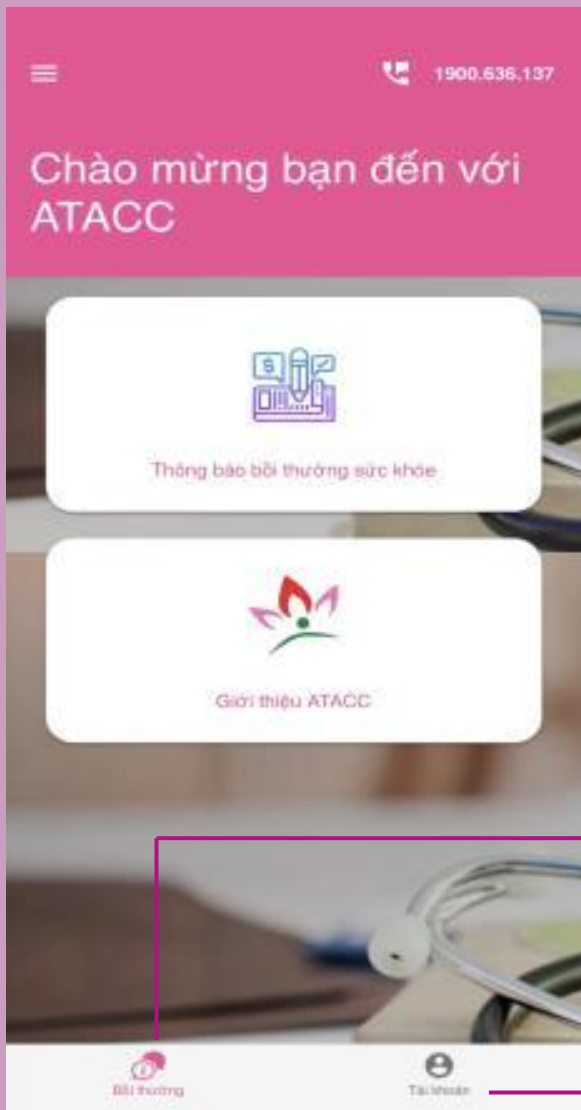 1900.636.137
Chào mừng bạn đến với
ATACC
Thông báo bồi thường sức khỏe
Giới thiệu ATACC
Bồi thường
Tài khoản